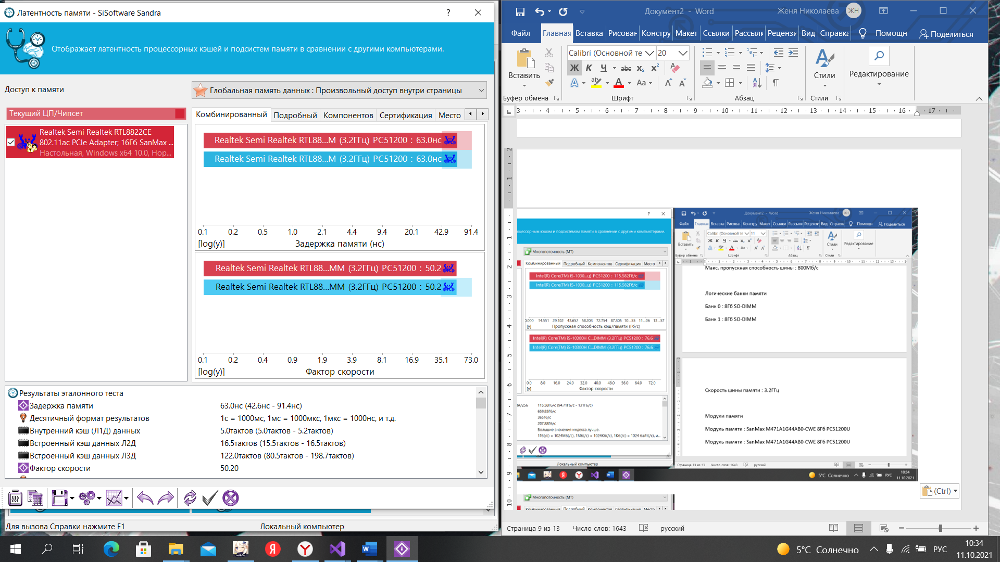 Латентность памяти - SiSoftware Sandra
?
Отображает латентность процессорных кэшей и подсистем памяти в сравнении с другими компьютерами.
Доступ к памяти
Глобальная память данных : Произвольный доступ внутри страницы
Текущий ЦП/Чипсет
Комбинированный Подробный Компонентов Сертификация Место
Realtek Semi Realtek RTL8822CE
802.11ac PCIe Adapter; 16Гб SanMax ...
Настольная, Windows x64 10.0, Нор...
Realtek Semi Realtek RTL88...M (3.2ГГц) PC51200 : 63.0нс
Realtek Semi Realtek RTL88...M (3.2ГГц) PC51200 : 63.0нс
0.1 0.2 0.5 1.0 2.1 4.4 9.4 20.1 42.9 91.4
[log(y)] Задержка памяти (нс)
Realtek Semi Realtek RTL88...MM (3.2ГГц) PC51200 : 50.2
Realtek Semi Realtek RTL88...MM (3.2ГГц) PC51200 : 50.2
0.1 0.2 0.4 0.9 1.9 3.9 8.1 16.9 35.1 73.0
[log(y)] Фактор скорости
Результаты эталонного теста
Задержка памяти 63.0нс (42.6нс - 91.4нс)
Десятичный формат результатов 1с = 1000мс, 1мс = 1000мкс, 1мкс = 1000нс, и т.д.
Внутренний кэш (Л1Д) данных 5.0тактов (5.0тактов - 5.2тактов)
Встроенный кэш данных Л2Д 16.5тактов (15.5тактов - 16.5тактов)
Встроенный кэш данных Л3Д 122.0тактов (80.5тактов - 198.7тактов)
Фактор скорости 50.20
Для вызова Справки нажмите F1 Локальный компьютер
Документ2 - Word Женя Николаева ЖН
Файл Главная Вставка Рисован Констру Макет Ссылки Рассылк Рецензи Вид Справка Помощн Поделиться
Calibri (Основной те 20
Вставить
Ж К Ч abc x₂ x²
Aa
Стили Редактирование
Буфер обмена Шрифт Абзац Стили
3 4 5 6 7 8 9 10 11 12 13 14 15 16 17
2 1 1 2 3 4 5 6 7 8 9 10
?
Документ2 - Word Женя Николаева ЖН
Файл Главная Вставка Рисован Констру Макет Ссылки Рассылк Рецензи Вид Справка Помощн Поделиться
оцессорным кэшам и подсистемам памяти в сравнении с другими компьютерами.
Calibri (Основной те 11
Вставить Стили Редактирование
Буфер обмена Шрифт Абзац Стили
Многопоточность (МТ)
Комбинированный Подробный Компонентов Сертификация Место
Intel(R) Core(TM) i5-1030...ц) PC51200 : 115.582Гб/с
Intel(R) Core(TM) i5-1030...ц) PC51200 : 115.582Гб/с
0.000 14.551 29.102 43.652 58.203 72.754 87.305 10...55 11...06 13...57
[y] Пропускная способность кэш/памяти (Гб/с)
Intel(R) Core(TM) i5-10300H C...DIMM (3.2ГГц) PC51200 : 76.6
Intel(R) Core(TM) i5-10300H C...DIMM (3.2ГГц) PC51200 : 76.6
0.0 8.0 16.0 24.0 32.0 40.0 48.0 56.0 64.0 72.0
[y] Фактор скорости
МА/256 115.58Гб/с (94.71Гб/с - 131Гб/с)
659.85Гб/с
365Гб/с
207.88Гб/с
Большие значения индекса лучше.
1Гб(/с) = 1024Мб(/с), 1Мб(/с) = 1024Кб(/с), 1Кб(/с) = 1024 байт(/с), и...
Локальный компьютер
Макс. пропускная способность шины : 800Мб/с
Логические банки памяти
Банк 0 : 8Гб SO-DIMM
Банк 1 : 8Гб SO-DIMM
Скорость шины памяти : 3.2ГГц
Модули памяти
Модуль памяти : SanMax M471A1G44AB0-CWE 8Гб PC51200U
Модуль памяти : SanMax M471A1G44AB0-CWE 8Гб PC51200U
Страница 13 из 13 Число слов: 1643 русский
5°C Солнечно РУС 10:34
11.10.2021
(Ctrl)
Многопоточность (МТ)
Комбинированный Подробный Компонентов Сертификация Место
Страница 9 из 13 Число слов: 1643 русский
5°C Солнечно РУС 10:34
11.10.2021